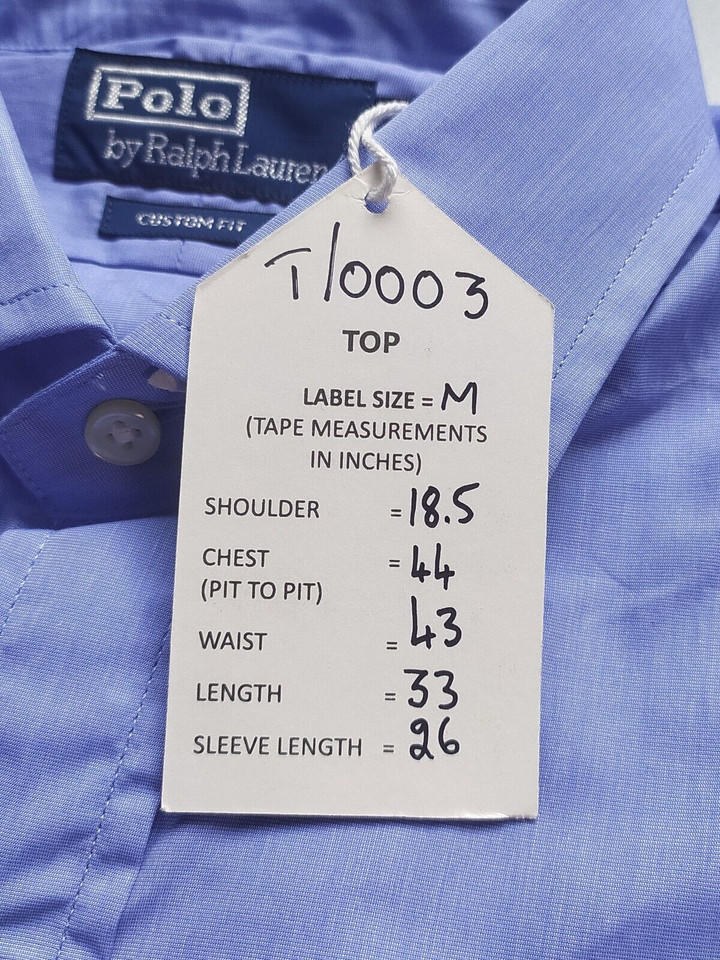 Polo
by Ralph Lauren
CUSTOM FIT
T/0003
TOP
LABEL SIZE = M
(TAPE MEASUREMENTS
IN INCHES)
SHOULDER = 18.5
CHEST = 44
(PIT TO PIT)
WAIST = 43
LENGTH = 33
SLEEVE LENGTH = 26